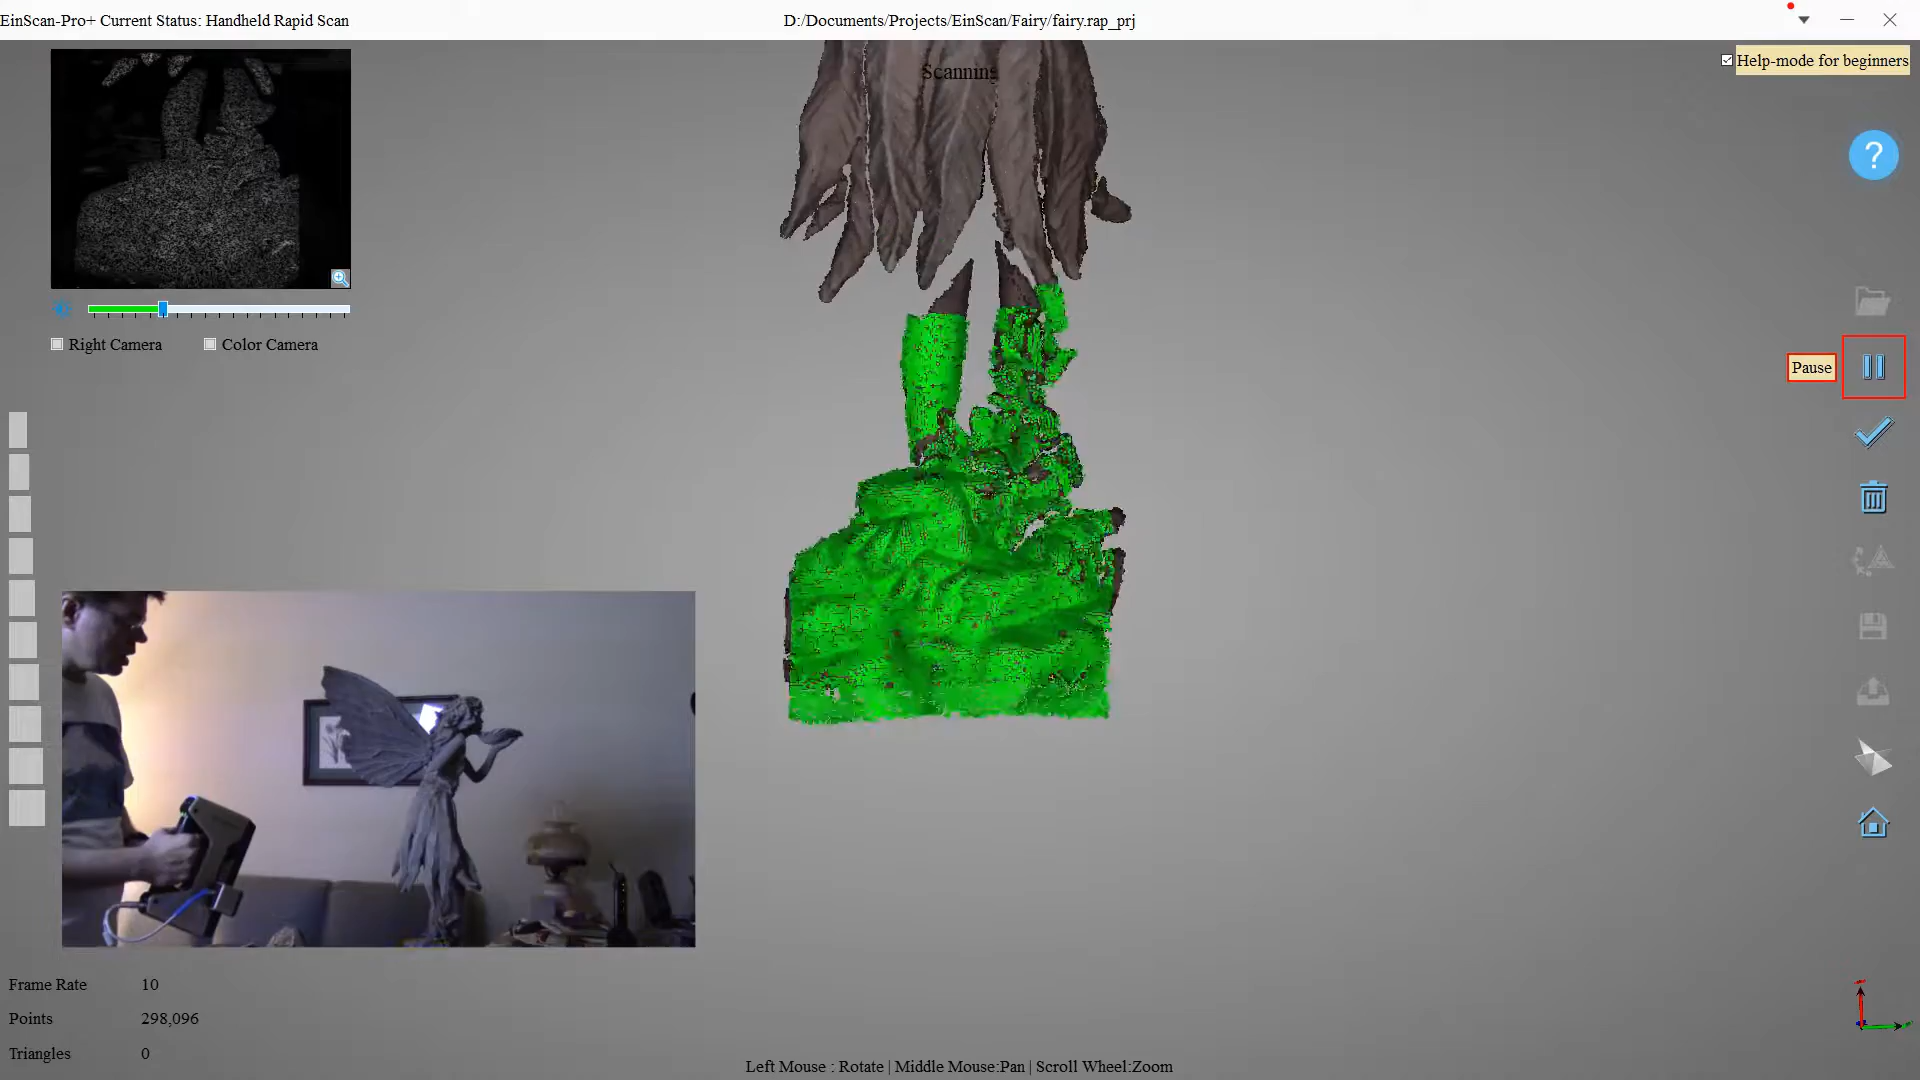 EinScan-Pro+ Current Status: Handheld Rapid Scan
D:/Documents/Projects/EinScan/Fairy/fairy.rap_prj
Scanning
Help-mode for beginners
?
Right Camera
Color Camera
Pause
Frame Rate 10
Points 298,096
Triangles 0
Left Mouse : Rotate | Middle Mouse:Pan | Scroll Wheel:Zoom